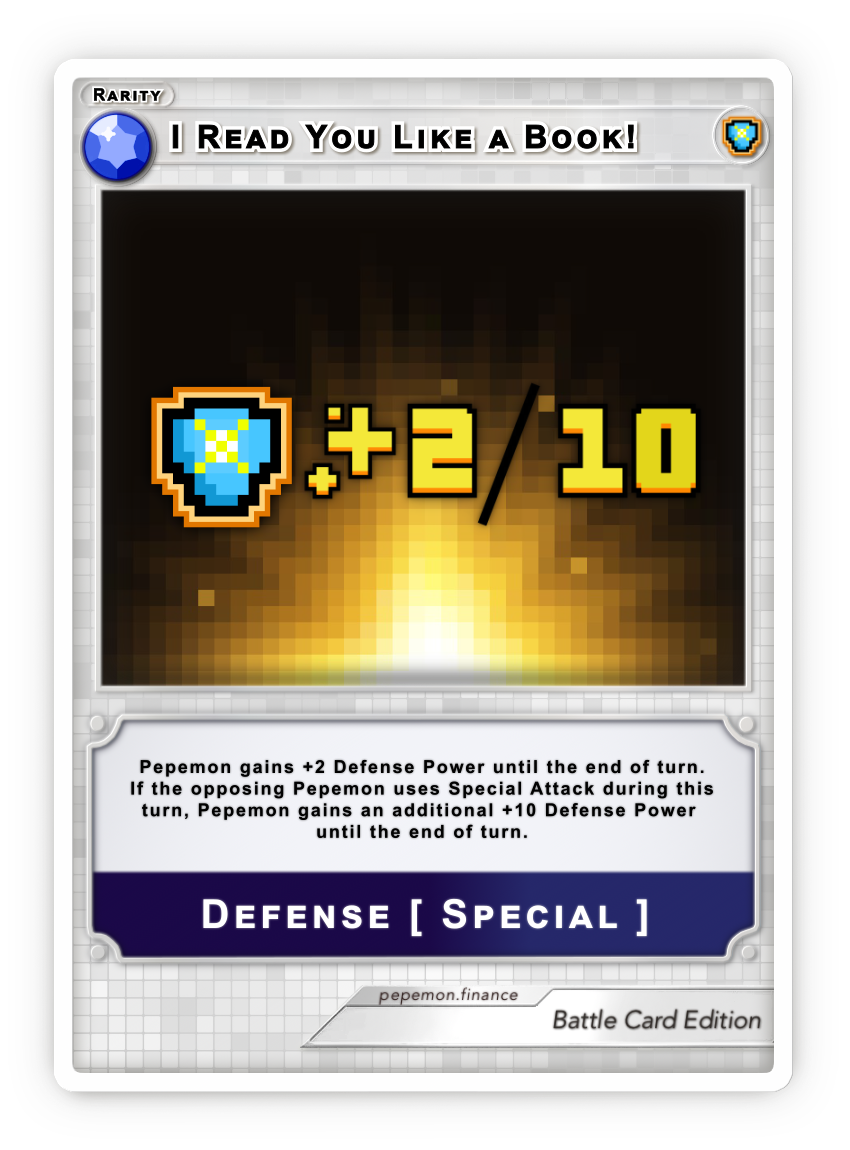 Rarity
I Read You Like a Book!
+2/10
Pepemon gains +2 Defense Power until the end of turn.
If the opposing Pepemon uses Special Attack during this
turn, Pepemon gains an additional +10 Defense Power
until the end of turn.
Defense [ Special ]
pepemon.finance
Battle Card Edition